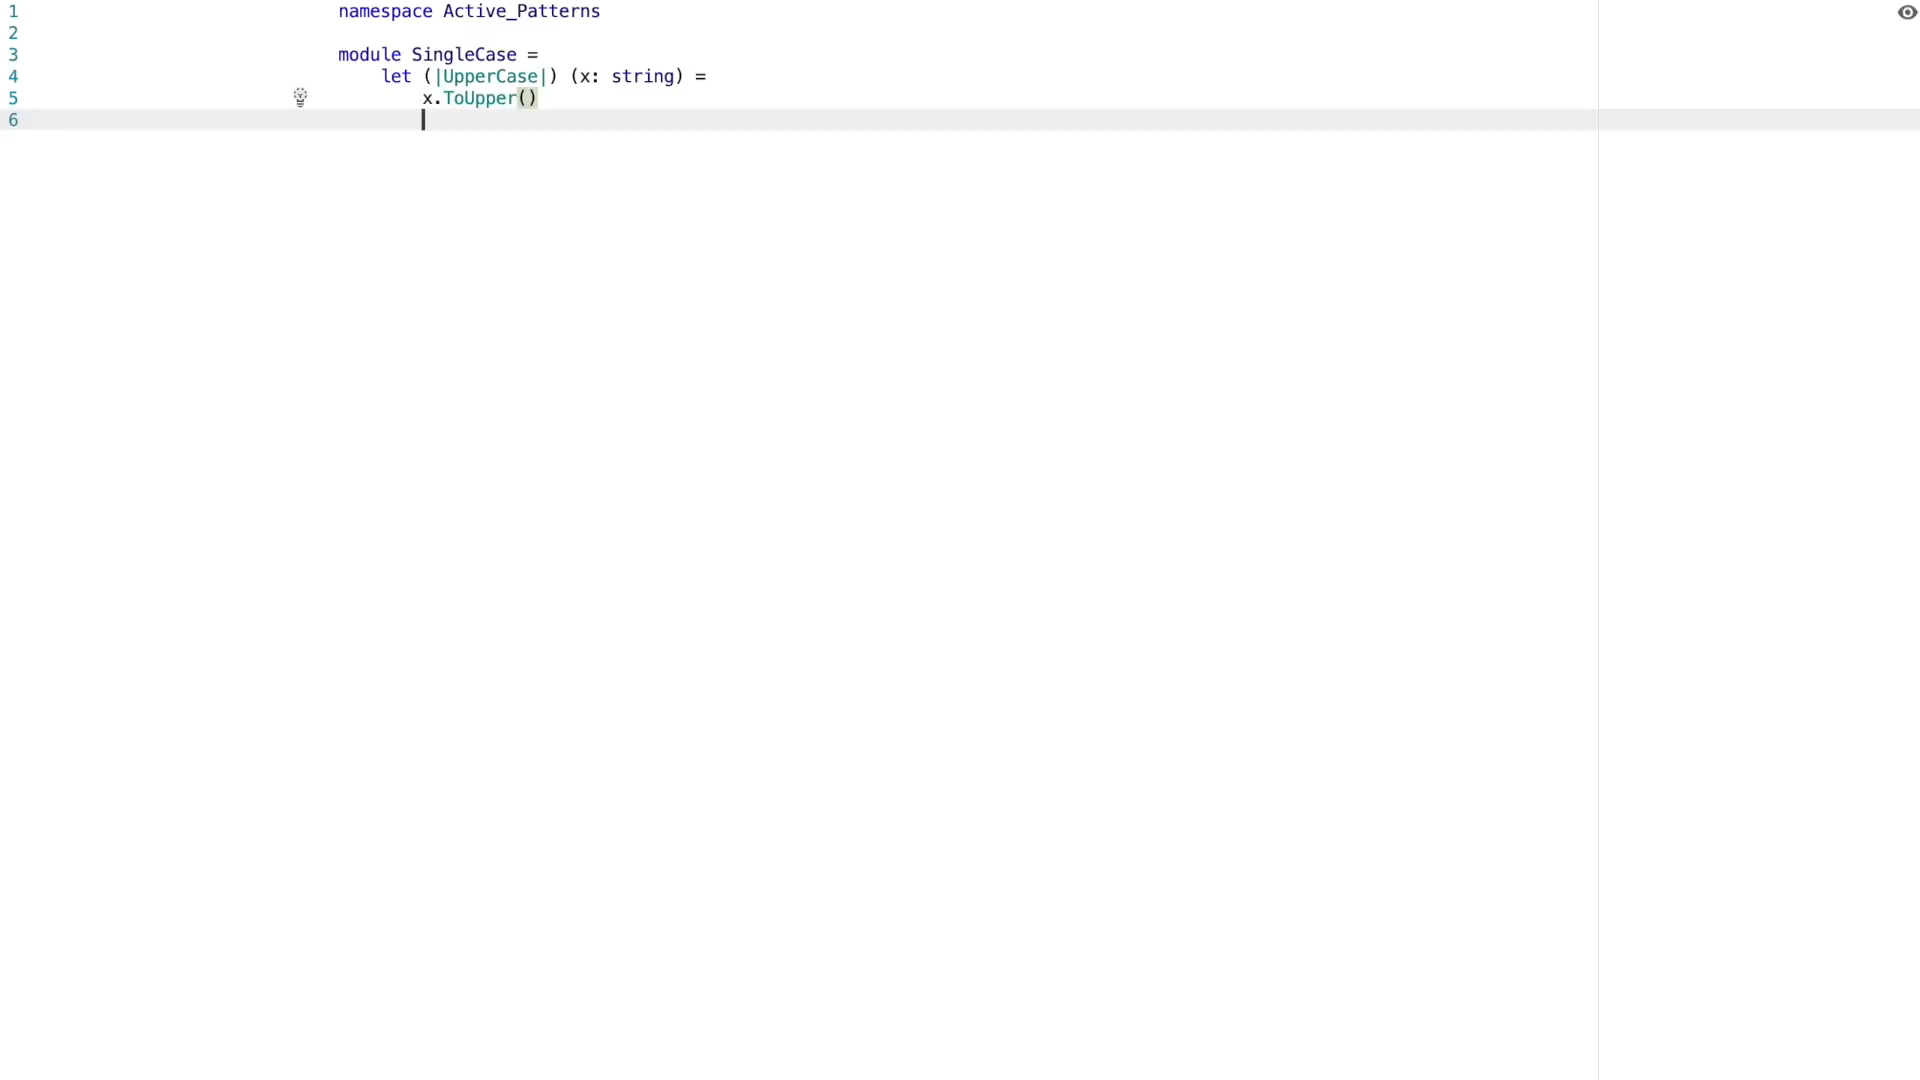 1 namespace Active_Patterns
2
3 module SingleCase =
4 let (|UpperCase|) (x: string) =
5 x.ToUpper()
6